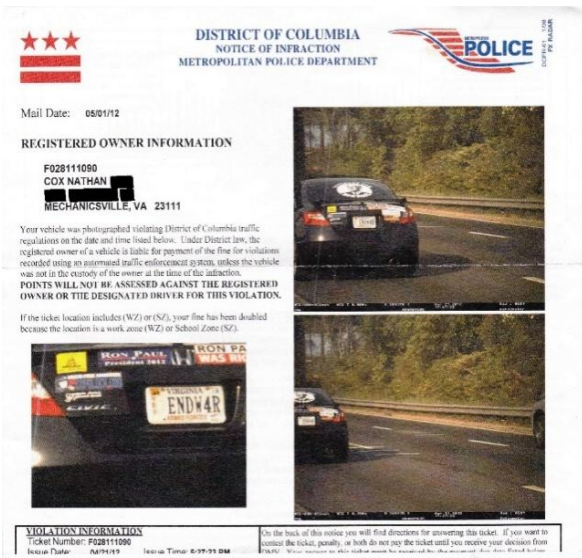 DISTRICT OF COLUMBIA
NOTICE OF INFRACTION
METROPOLITAN POLICE DEPARTMENT
METROPOLITAN
POLICE
Mail Date: 05/01/12
REGISTERED OWNER INFORMATION
F028111090
COX NATHAN
MECHANICSVILLE, VA 23111
Your vehicle was photographed violating District of Columbia traffic
regulations on the date and time listed below. Under District law, the
registered owner of a vehicle is liable for payment of the fine for violations
recorded using an automated traffic enforcement system, unless the vehicle
was not in the custody of the owner at the time of the infraction.
POINTS WILL NOT BE ASSESSED AGAINST THE REGISTERED
OWNER OR THE DESIGNATED DRIVER FOR THIS VIOLATION.
If the ticket location includes (WZ) or (SZ), your fine has been doubled
because the location is a work zone (WZ) or School Zone (SZ).
RON PAUL
President 2012
RON PA
WAS RI
CIVIC
VIRGINIA
ENDW4R
VIOLATION INFORMATION
Ticket Number: F028111090
Issue Date: 04/21/12 Issue Time: 5:27:23 PM
On the back of this notice you will find directions for answering this ticket. If you want to
contest the ticket, penalty, or both do not pay the ticket until you receive your decision from